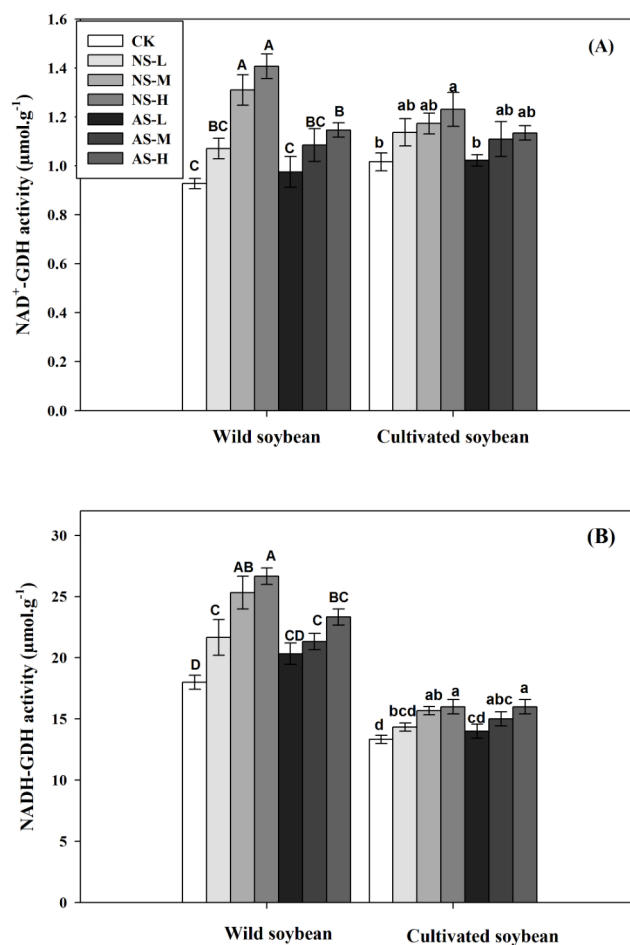 1.6
1.4
1.2
1.0
0.8
0.6
0.4
0.2
0.0
NAD⁺-GDH activity (μmol.g⁻¹)
CK
NS-L
NS-M
NS-H
AS-L
AS-M
AS-H
(A)
C
BC
A
A
C
BC
B
b
ab
ab
a
b
ab
ab
Wild soybean
Cultivated soybean
30
25
20
15
10
5
0
NADH-GDH activity (μmol.g⁻¹)
(B)
D
C
AB
A
CD
C
BC
d
bcd
ab
a
cd
abc
a
Wild soybean
Cultivated soybean